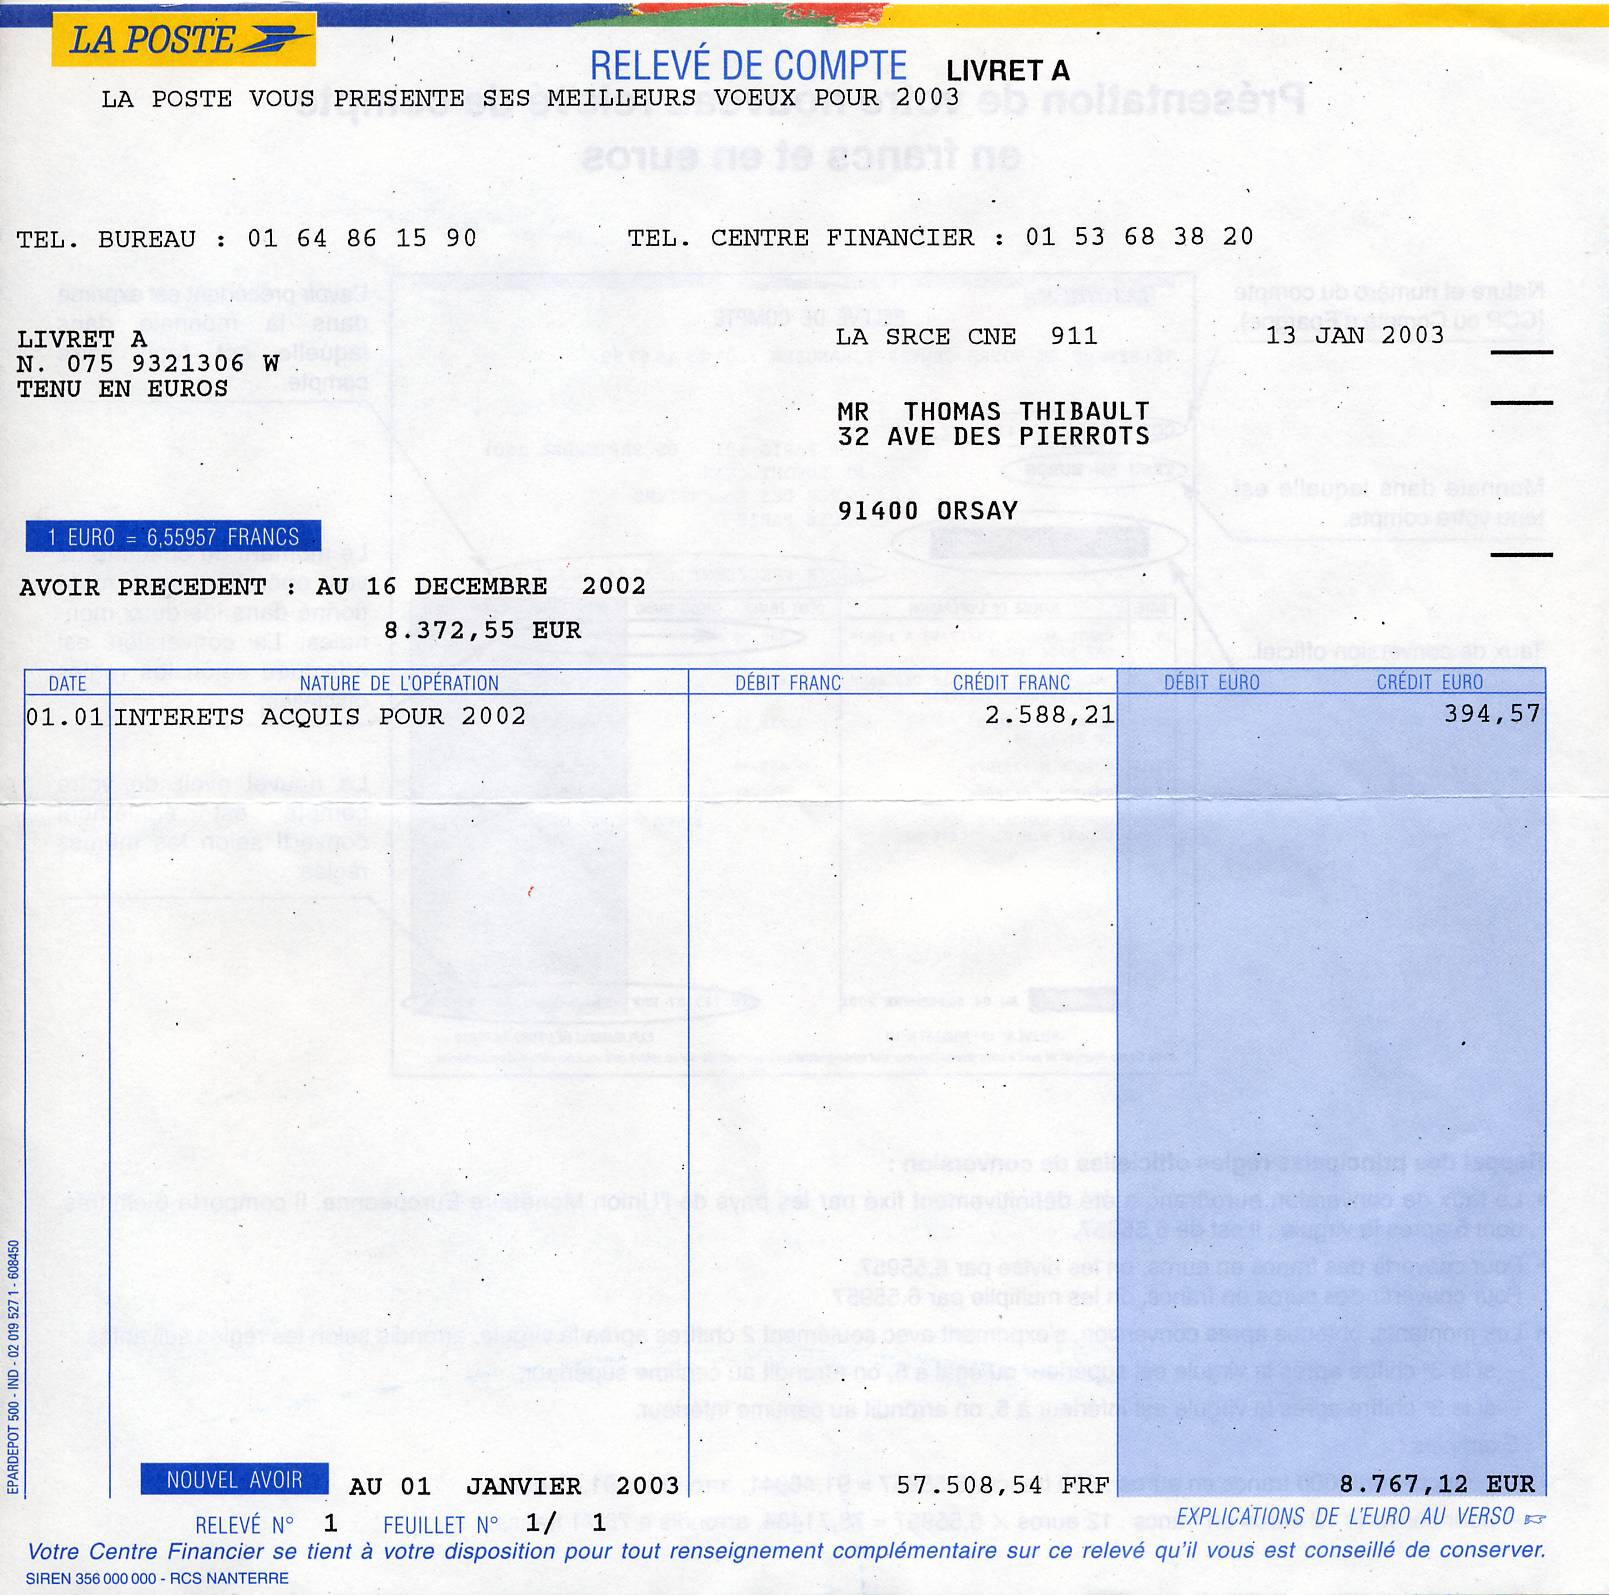 LA POSTE
RELEVÉ DE COMPTE LIVRET A
LA POSTE VOUS PRESENTE SES MEILLEURS VOEUX POUR 2003
TEL. BUREAU : 01 64 86 15 90 TEL. CENTRE FINANCIER : 01 53 68 38 20
LIVRET A LA SRCE CNE 911 13 JAN 2003
N. 075 9321306 W
TENU EN EUROS
MR THOMAS THIBAULT
32 AVE DES PIERROTS
91400 ORSAY
1 EURO = 6,55957 FRANCS
AVOIR PRECEDENT : AU 16 DECEMBRE 2002
8.372,55 EUR
DATE NATURE DE L'OPÉRATION DÉBIT FRANC CRÉDIT FRANC DÉBIT EURO CRÉDIT EURO
01.01 INTERETS ACQUIS POUR 2002 2.588,21 394,57
NOUVEL AVOIR AU 01 JANVIER 2003 57.508,54 FRF 8.767,12 EUR
RELEVÉ N° 1 FEUILLET N° 1/ 1 EXPLICATIONS DE L'EURO AU VERSO
Votre Centre Financier se tient à votre disposition pour tout renseignement complémentaire sur ce relevé qu'il vous est conseillé de conserver.
SIREN 356 000 000 - RCS NANTERRE
EPARDEPOT 500 - IND - 02 019 5271 - 608450